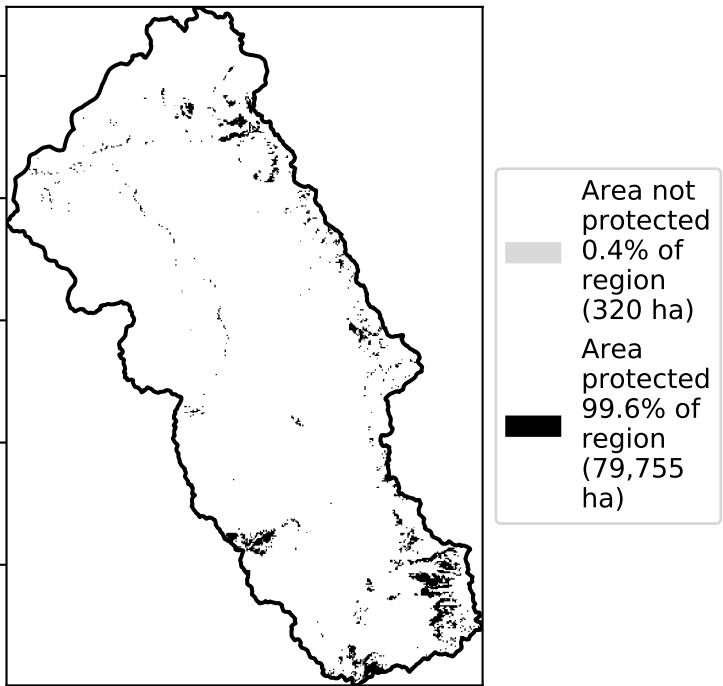 Area not
protected
0.4% of
region
(320 ha)
Area
protected
99.6% of
region
(79,755
ha)